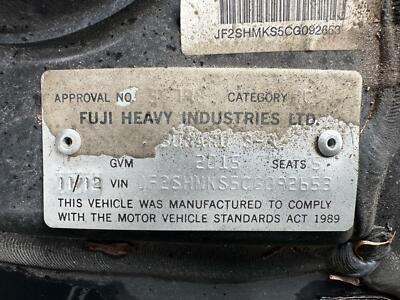 JF2SHMKS5CG092653
APPROVAL NO. CATEGORY
FUJI HEAVY INDUSTRIES LTD.
SUBARU
GVM 2015 SEATS 5
11/12 VIN JF2SHMKS5CG092653
THIS VEHICLE WAS MANUFACTURED TO COMPLY
WITH THE MOTOR VEHICLE STANDARDS ACT 1989